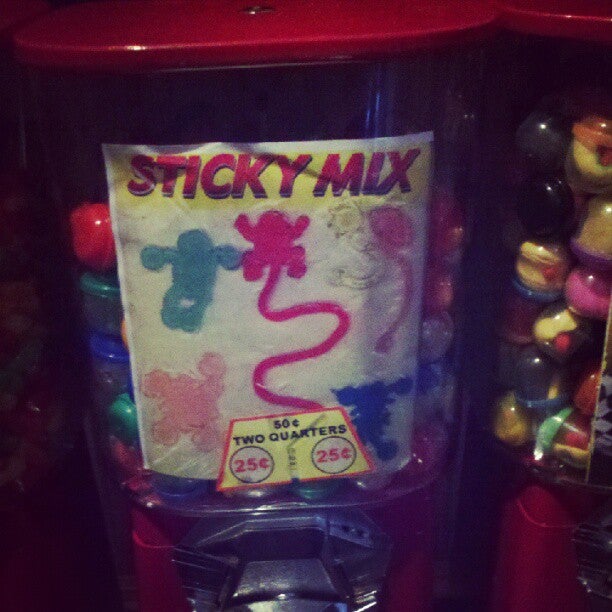 STICKY MIX
50¢
TWO QUARTERS
25¢ 25¢